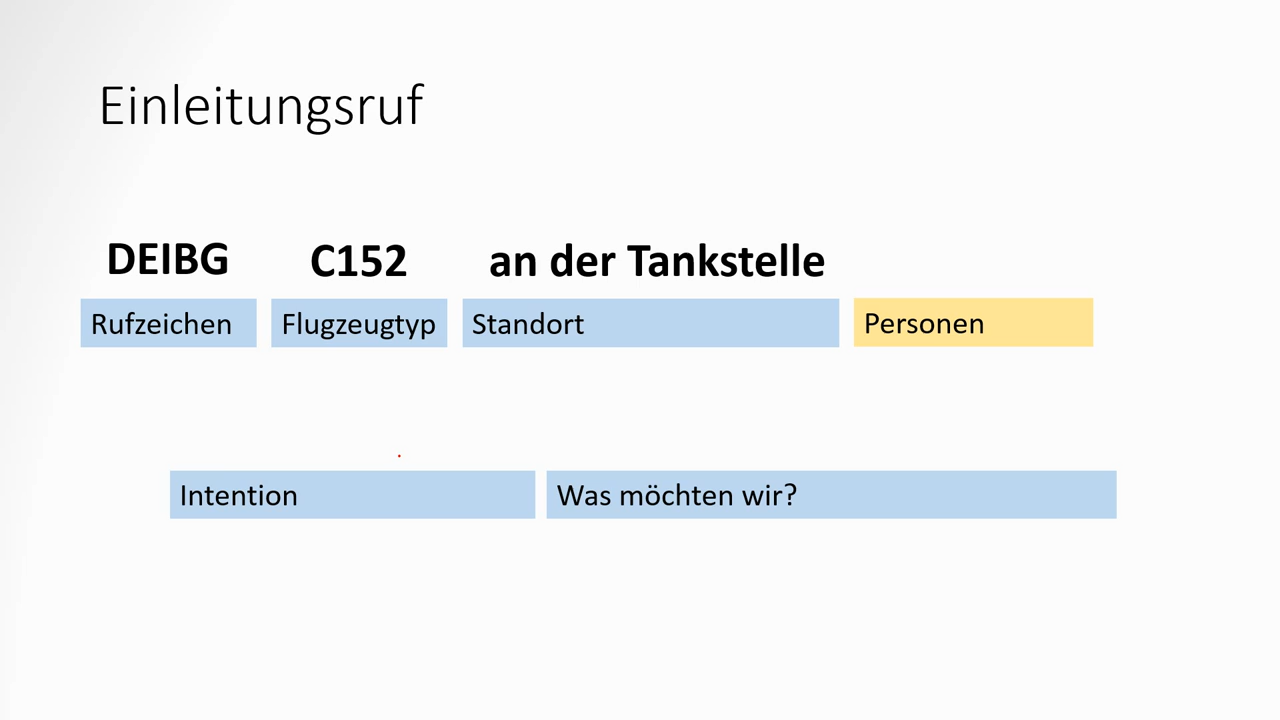 Einleitungsruf
DEIBG C152 an der Tankstelle
Rufzeichen Flugzeugtyp Standort Personen
Intention Was möchten wir?